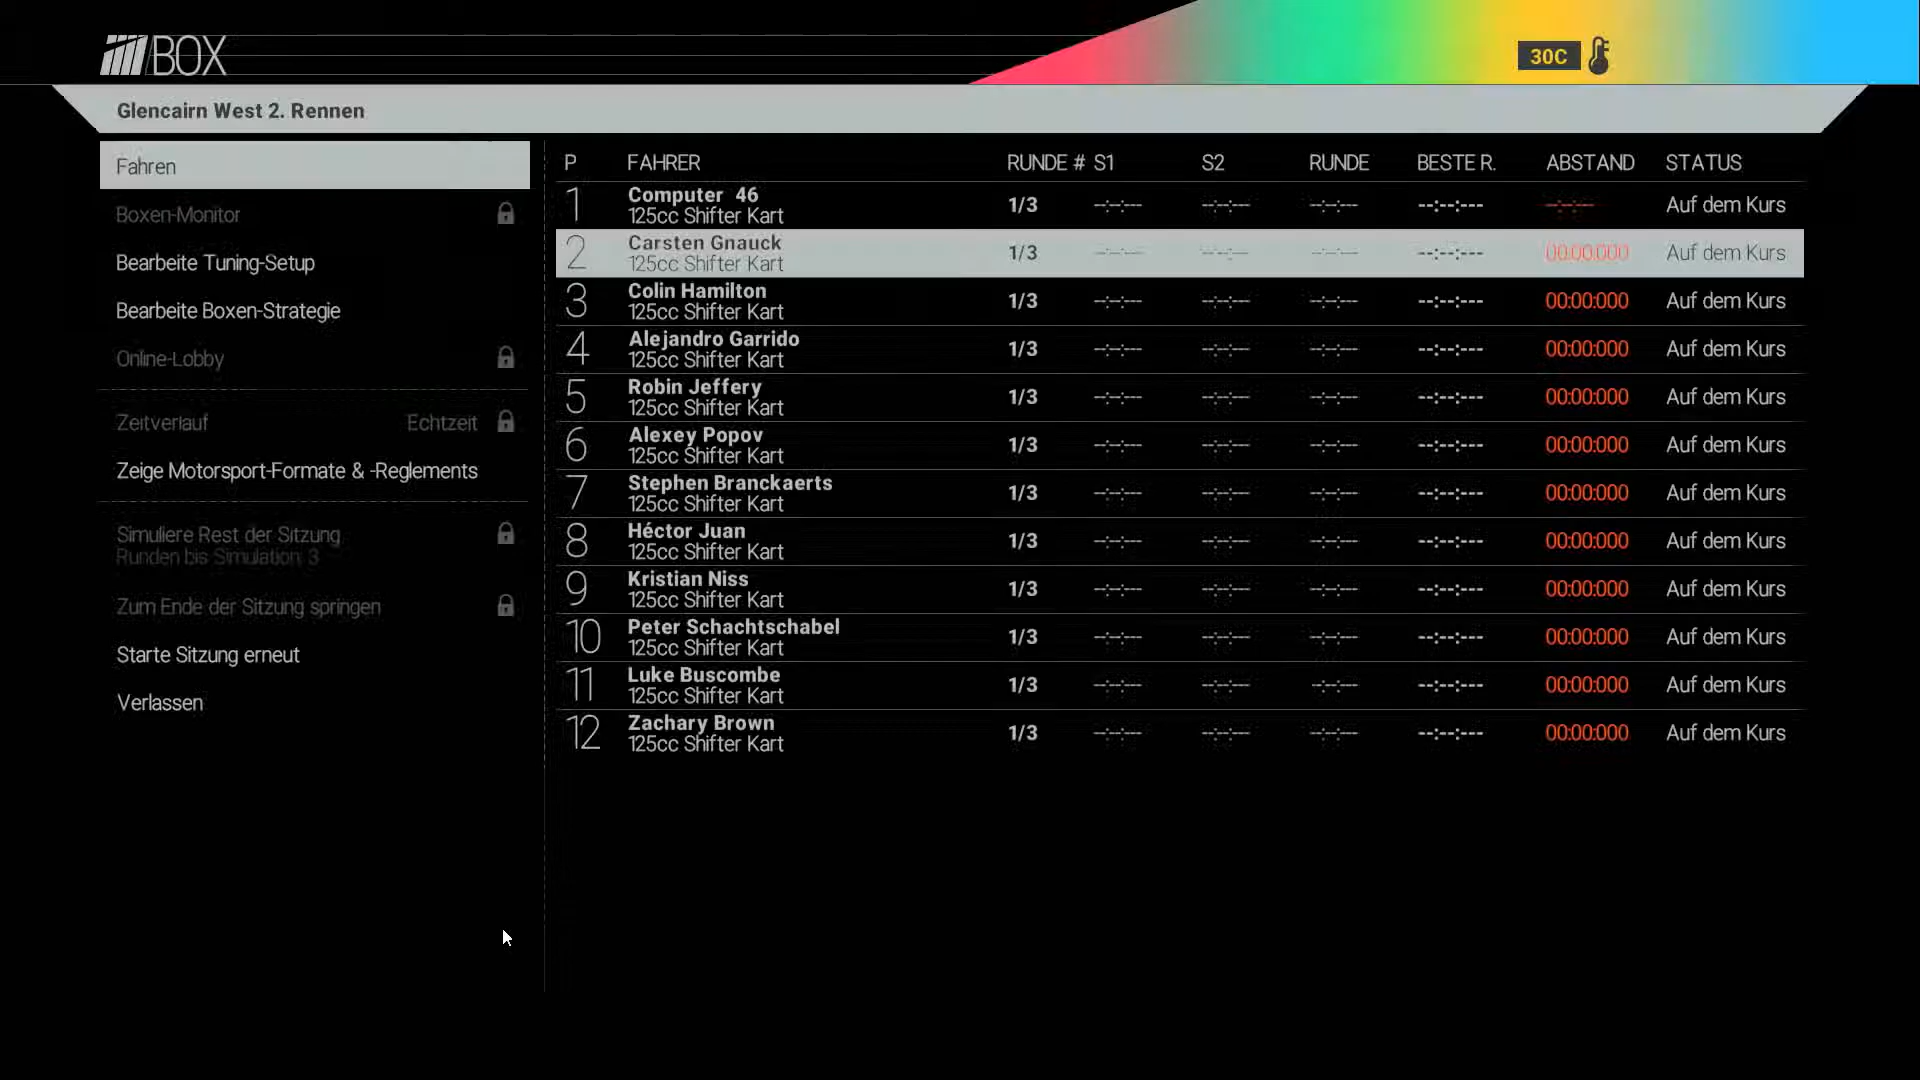 BOX
30C
Glencairn West 2. Rennen
Fahren
Boxen-Monitor
Bearbeite Tuning-Setup
Bearbeite Boxen-Strategie
Online-Lobby
Zeitverlauf Echtzeit
Zeige Motorsport-Formate & -Reglements
Simuliere Rest der Sitzung
Runden bis Simulation: 3
Zum Ende der Sitzung springen
Starte Sitzung erneut
Verlassen
P FAHRER RUNDE # S1 S2 RUNDE BESTE R. ABSTAND STATUS
1 Computer 46 1/3 --:--:--- --:--:--- --:--:--- --:--:--- --:--:--- Auf dem Kurs
125cc Shifter Kart
2 Carsten Gnauck 1/3 --:--:--- --:--:--- --:--:--- --:--:--- 00:00:000 Auf dem Kurs
125cc Shifter Kart
3 Colin Hamilton 1/3 --:--:--- --:--:--- --:--:--- --:--:--- 00:00:000 Auf dem Kurs
125cc Shifter Kart
4 Alejandro Garrido 1/3 --:--:--- --:--:--- --:--:--- --:--:--- 00:00:000 Auf dem Kurs
125cc Shifter Kart
5 Robin Jeffery 1/3 --:--:--- --:--:--- --:--:--- --:--:--- 00:00:000 Auf dem Kurs
125cc Shifter Kart
6 Alexey Popov 1/3 --:--:--- --:--:--- --:--:--- --:--:--- 00:00:000 Auf dem Kurs
125cc Shifter Kart
7 Stephen Branckaerts 1/3 --:--:--- --:--:--- --:--:--- --:--:--- 00:00:000 Auf dem Kurs
125cc Shifter Kart
8 Héctor Juan 1/3 --:--:--- --:--:--- --:--:--- --:--:--- 00:00:000 Auf dem Kurs
125cc Shifter Kart
9 Kristian Niss 1/3 --:--:--- --:--:--- --:--:--- --:--:--- 00:00:000 Auf dem Kurs
125cc Shifter Kart
10 Peter Schachtschabel 1/3 --:--:--- --:--:--- --:--:--- --:--:--- 00:00:000 Auf dem Kurs
125cc Shifter Kart
11 Luke Buscombe 1/3 --:--:--- --:--:--- --:--:--- --:--:--- 00:00:000 Auf dem Kurs
125cc Shifter Kart
12 Zachary Brown 1/3 --:--:--- --:--:--- --:--:--- --:--:--- 00:00:000 Auf dem Kurs
125cc Shifter Kart